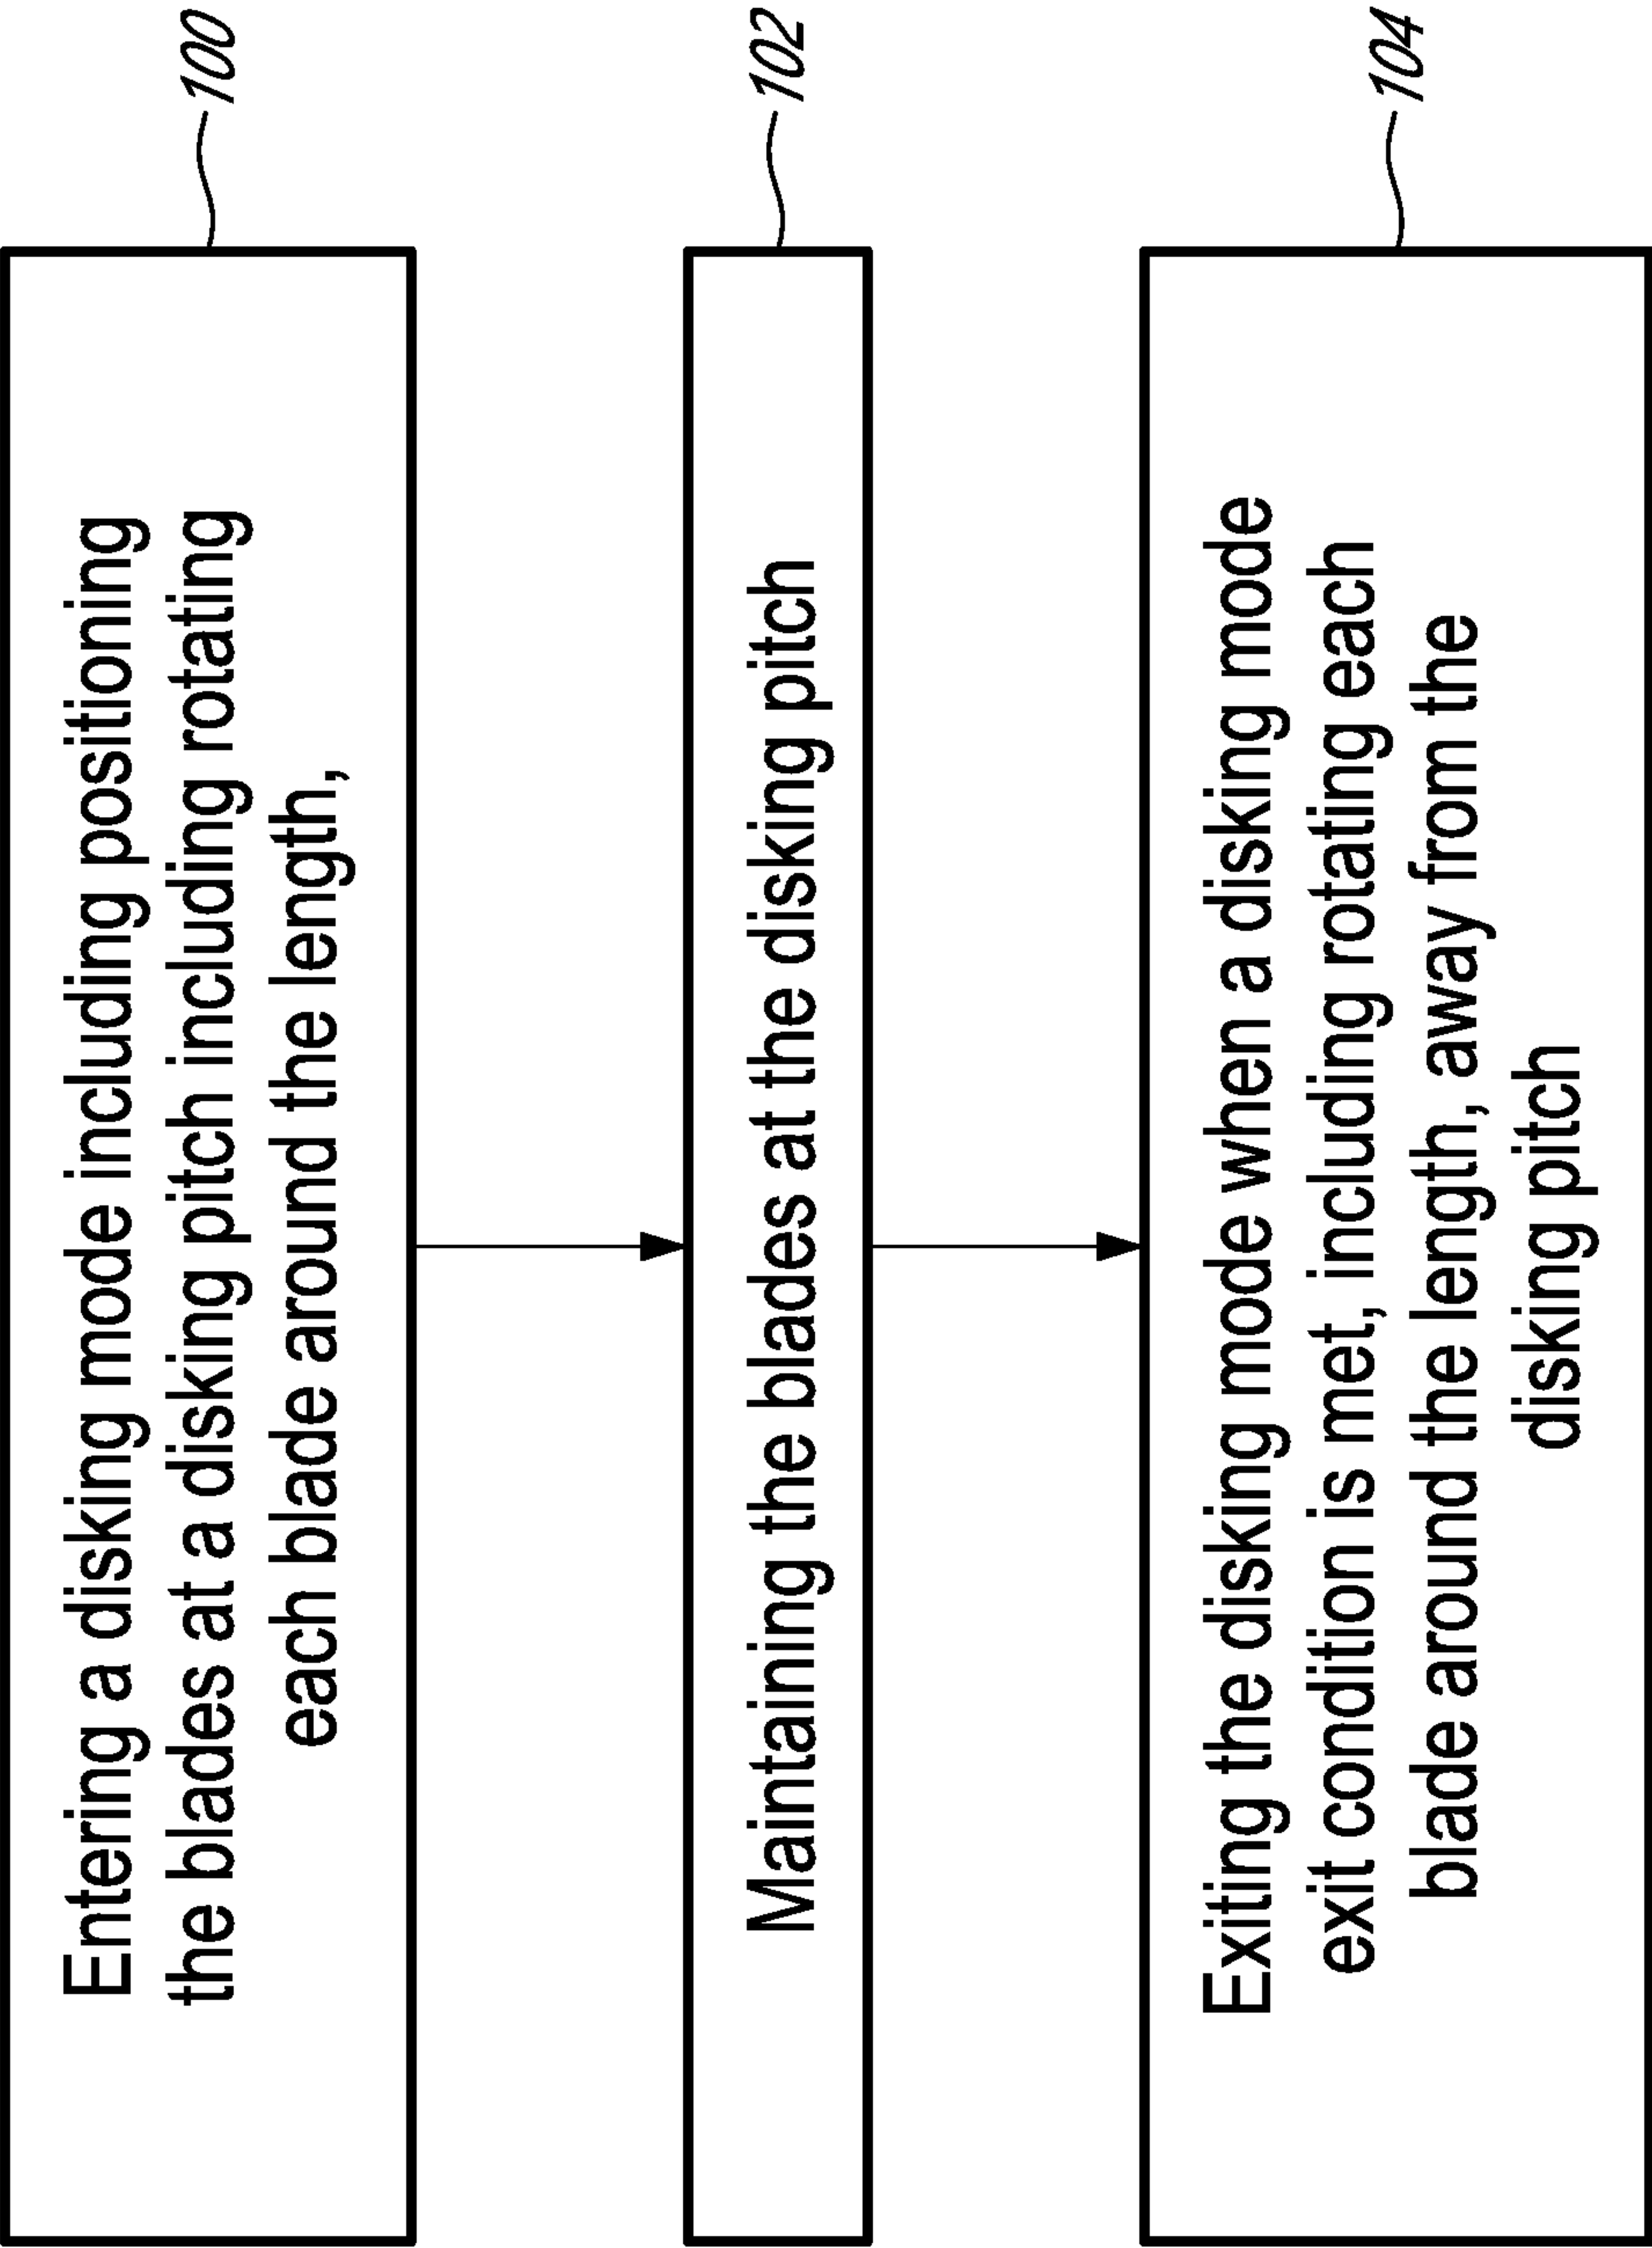 Entering a disking mode including positioning
the blades at a disking pitch including rotating
each blade around the length,
100
Maintaining the blades at the disking pitch
102
Exiting the disking mode when a disking mode
exit condition is met, including rotating each
blade around the length, away from the
disking pitch
104